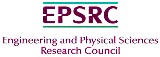 EPSRC
Engineering and Physical Sciences
Research Council